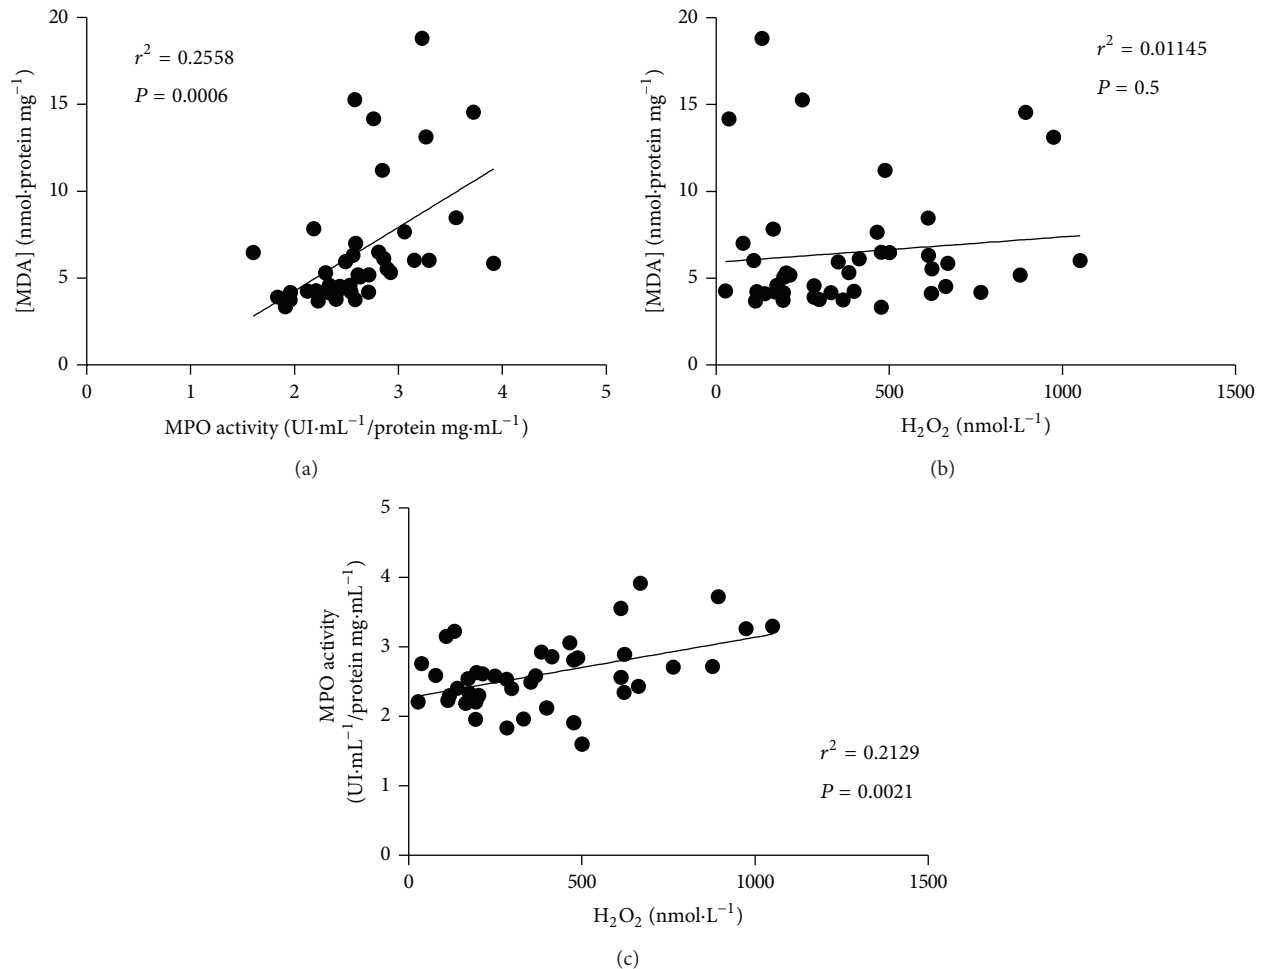 20
15
10
5
0
[MDA] (nmol·protein mg⁻¹)
r² = 0.2558
P = 0.0006
0 1 2 3 4 5
MPO activity (UI·mL⁻¹/protein mg·mL⁻¹)
(a)
20
15
10
5
0
[MDA] (nmol·protein mg⁻¹)
r² = 0.01145
P = 0.5
0 500 1000 1500
H₂O₂ (nmol·L⁻¹)
(b)
5
4
3
2
1
0
MPO activity
(UI·mL⁻¹/protein mg·mL⁻¹)
r² = 0.2129
P = 0.0021
0 500 1000 1500
H₂O₂ (nmol·L⁻¹)
(c)